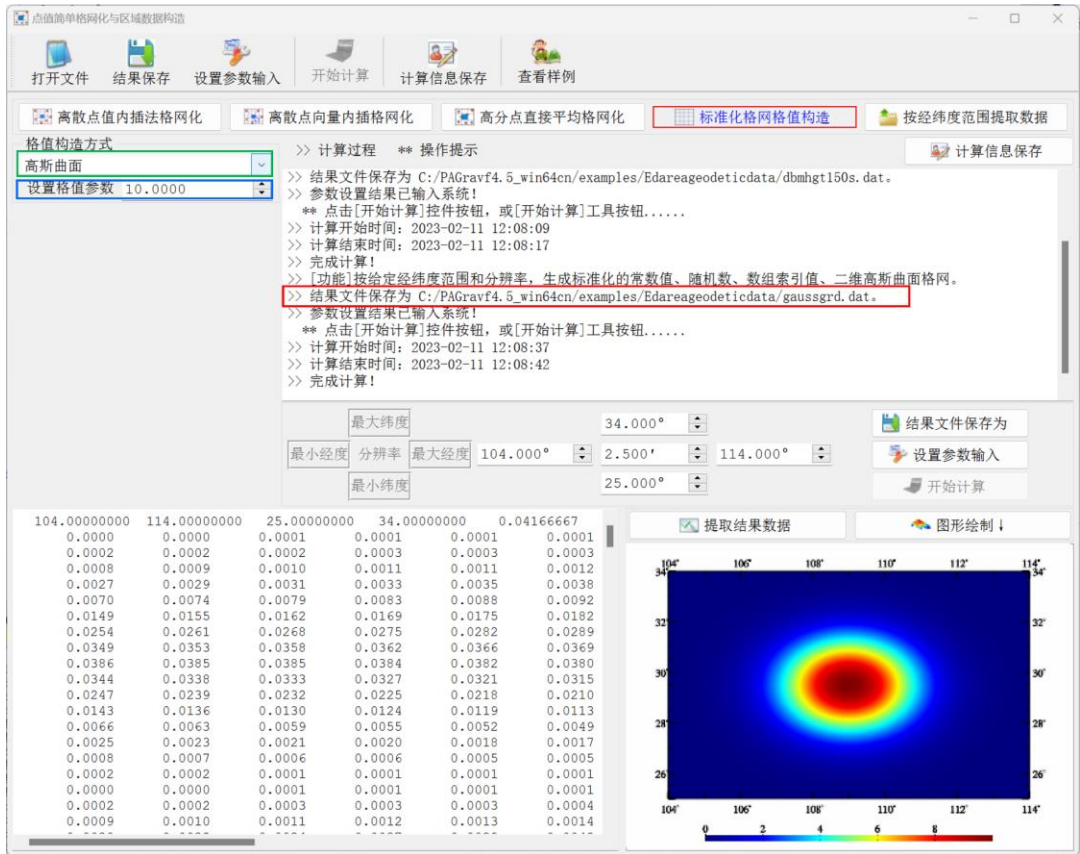 点值简单格网化与区域数据构造
打开文件 结果保存 设置参数输入 开始计算 计算信息保存 查看样例
离散点值内插法格网化 离散点向量内插格网化 高分点直接平均格网化 标准化格网格值构造 按经纬度范围提取数据
格值构造方式
高斯曲面
设置格值参数 10.0000
>> 计算过程 ** 操作提示
计算信息保存
>> 结果文件保存为 C:/PAGravf4.5_win64cn/examples/Edareageodeticdata/dbmhgt150s.dat。
>> 参数设置结果已输入系统!
** 点击[开始计算]控件按钮，或[开始计算]工具按钮......
>> 计算开始时间: 2023-02-11 12:08:09
>> 计算结束时间: 2023-02-11 12:08:17
>> 完成计算!
>> [功能]按给定经纬度范围和分辨率，生成标准化的常数值、随机数、数组索引值、二维高斯曲面格网。
>> 结果文件保存为 C:/PAGravf4.5_win64cn/examples/Edareageodeticdata/gaussgrd.dat。
>> 参数设置结果已输入系统!
** 点击[开始计算]控件按钮，或[开始计算]工具按钮......
>> 计算开始时间: 2023-02-11 12:08:37
>> 计算结束时间: 2023-02-11 12:08:42
>> 完成计算!
最大纬度 34.000° 结果文件保存为
最小经度 分辨率 最大经度 104.000° 2.500′ 114.000° 设置参数输入
最小纬度 25.000° 开始计算
104.00000000 114.00000000 25.00000000 34.00000000 0.04166667
0.0000 0.0000 0.0001 0.0001 0.0001 0.0001
0.0002 0.0002 0.0002 0.0003 0.0003 0.0003
0.0008 0.0009 0.0010 0.0011 0.0011 0.0012
0.0027 0.0029 0.0031 0.0033 0.0035 0.0038
0.0070 0.0074 0.0079 0.0083 0.0088 0.0092
0.0149 0.0155 0.0162 0.0169 0.0175 0.0182
0.0254 0.0261 0.0268 0.0275 0.0282 0.0289
0.0349 0.0353 0.0358 0.0362 0.0366 0.0369
0.0386 0.0385 0.0385 0.0384 0.0382 0.0380
0.0344 0.0338 0.0333 0.0327 0.0321 0.0315
0.0247 0.0239 0.0232 0.0225 0.0218 0.0210
0.0143 0.0136 0.0130 0.0124 0.0119 0.0113
0.0066 0.0063 0.0059 0.0055 0.0052 0.0049
0.0025 0.0023 0.0021 0.0020 0.0018 0.0017
0.0008 0.0007 0.0006 0.0006 0.0005 0.0005
0.0002 0.0002 0.0001 0.0001 0.0001 0.0001
0.0000 0.0000 0.0001 0.0001 0.0001 0.0001
0.0002 0.0002 0.0003 0.0003 0.0003 0.0004
0.0009 0.0010 0.0011 0.0012 0.0013 0.0014
提取结果数据 图形绘制↓
104° 106° 108° 110° 112° 114°
34° 34°
32° 32°
30° 30°
28° 28°
26° 26°
104° 106° 108° 110° 112° 114°
0 2 4 6 8